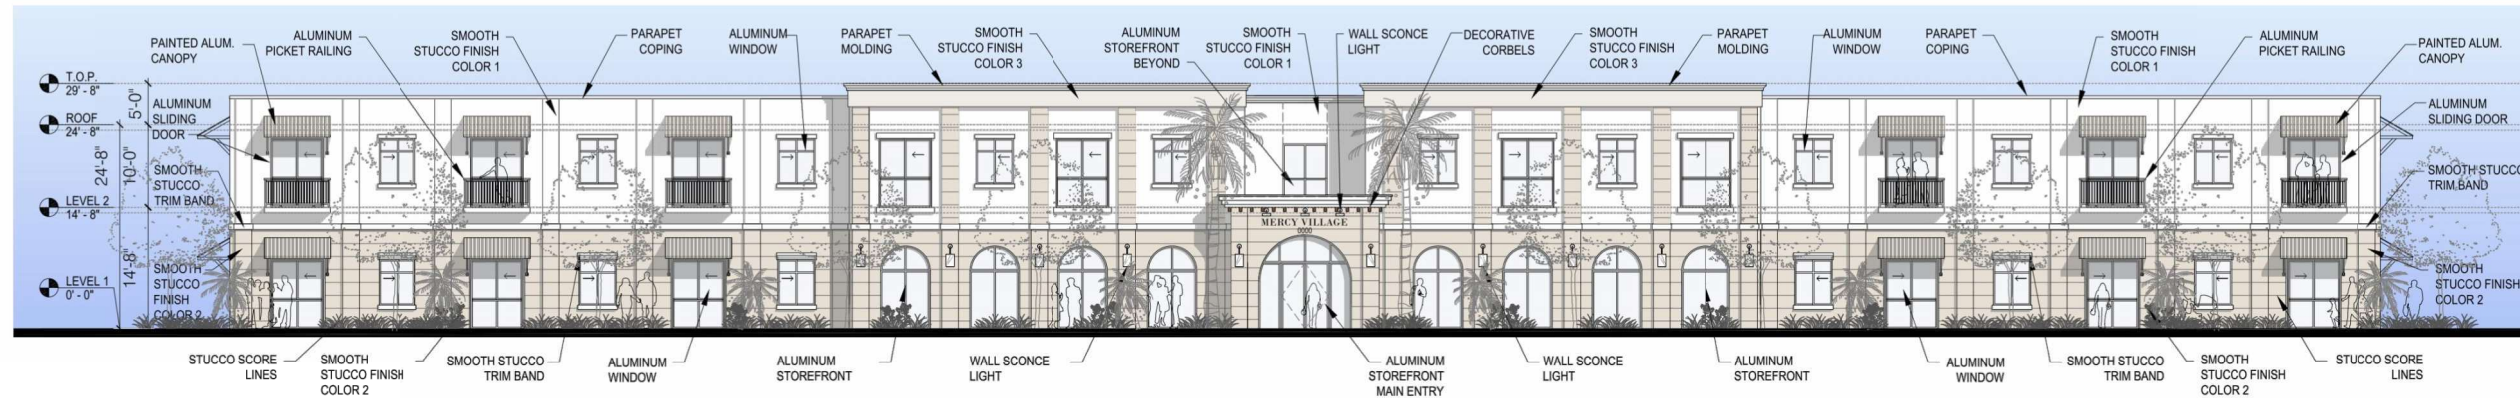 PAINTED ALUM.
CANOPY
ALUMINUM
PICKET RAILING
SMOOTH
STUCCO FINISH
COLOR 1
PARAPET
COPING
ALUMINUM
WINDOW
PARAPET
MOLDING
SMOOTH
STUCCO FINISH
COLOR 3
ALUMINUM
STOREFRONT
BEYOND
SMOOTH
STUCCO FINISH
COLOR 1
WALL SCONCE
LIGHT
DECORATIVE
CORBELS
SMOOTH
STUCCO FINISH
COLOR 3
PARAPET
MOLDING
ALUMINUM
WINDOW
PARAPET
COPING
SMOOTH
STUCCO FINISH
COLOR 1
ALUMINUM
PICKET RAILING
PAINTED ALUM.
CANOPY
T.O.P.
29' - 8"
ROOF
24' - 8"
LEVEL 2
14' - 8"
LEVEL 1
0' - 0"
5'-0"
24'-8"
10'-0"
14'-8"
ALUMINUM
SLIDING
DOOR
SMOOTH
STUCCO
TRIM BAND
SMOOTH
STUCCO
FINISH
COLOR 2
MERCY VILLAGE
0000
ALUMINUM
SLIDING DOOR
SMOOTH STUCCO
TRIM BAND
SMOOTH
STUCCO FINISH
COLOR 2
STUCCO SCORE
LINES
SMOOTH
STUCCO FINISH
COLOR 2
SMOOTH STUCCO
TRIM BAND
ALUMINUM
WINDOW
ALUMINUM
STOREFRONT
WALL SCONCE
LIGHT
ALUMINUM
STOREFRONT
MAIN ENTRY
WALL SCONCE
LIGHT
ALUMINUM
STOREFRONT
ALUMINUM
WINDOW
SMOOTH STUCCO
TRIM BAND
SMOOTH
STUCCO FINISH
COLOR 2
STUCCO SCORE
LINES